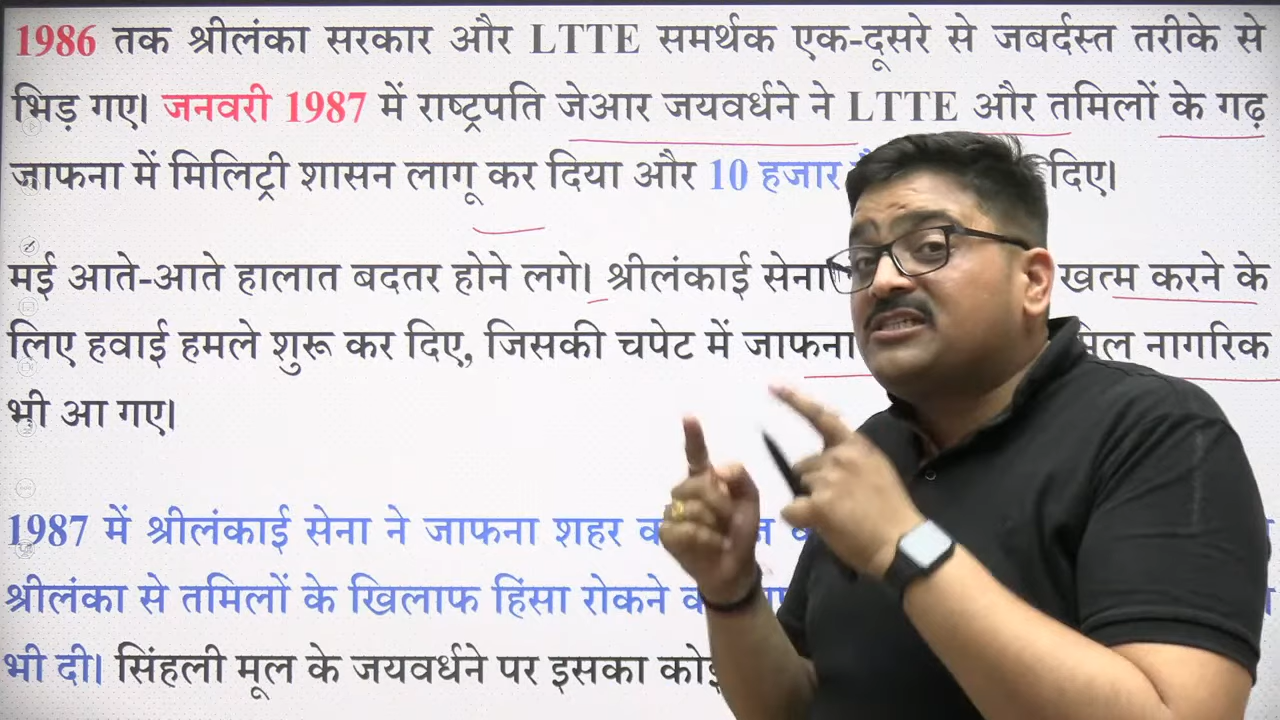 1986 तक श्रीलंका सरकार और LTTE समर्थक एक-दूसरे से जबर्दस्त तरीके से
भिड़ गए। जनवरी 1987 में राष्ट्रपति जेआर जयवर्धने ने LTTE और तमिलों के गढ़
जाफना में मिलिट्री शासन लागू कर दिया और 10 हजार दिए।
मई आते-आते हालात बदतर होने लगे। श्रीलंकाई सेना खत्म करने के
लिए हवाई हमले शुरू कर दिए, जिसकी चपेट में जाफना नागरिक
भी आ गए।
1987 में श्रीलंकाई सेना ने जाफना शहर
श्रीलंका से तमिलों के खिलाफ हिंसा रोकने
भी दी। सिंहली मूल के जयवर्धने पर इसका